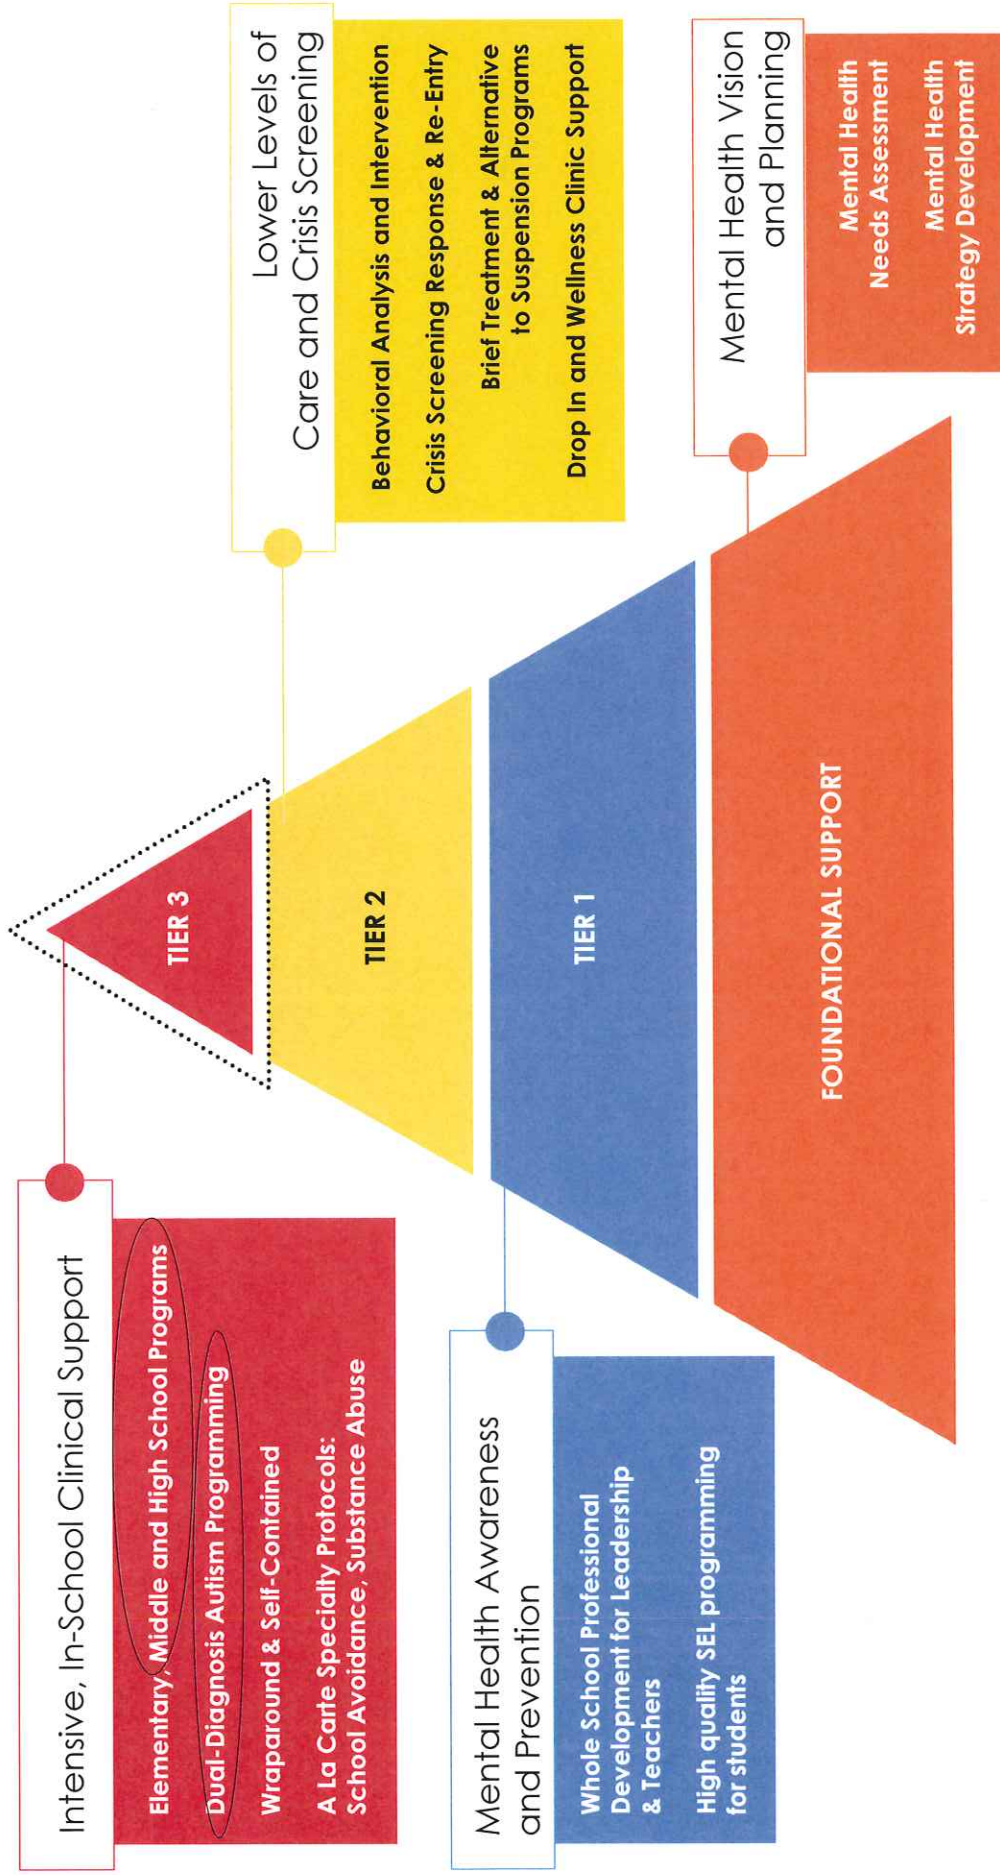 Intensive, In-School Clinical Support
Elementary, Middle and High School Programs
Dual-Diagnosis Autism Programming
Wraparound & Self-Contained
A La Carte Specialty Protocols:
School Avoidance, Substance Abuse
TIER 3
Lower Levels of
Care and Crisis Screening
Behavioral Analysis and Intervention
Crisis Screening Response & Re-Entry
Brief Treatment & Alternative
to Suspension Programs
Drop In and Wellness Clinic Support
TIER 2
Mental Health Awareness
and Prevention
Whole School Professional
Development for Leadership
& Teachers
High quality SEL programming
for students
TIER 1
Mental Health Vision
and Planning
Mental Health
Needs Assessment
Mental Health
Strategy Development
FOUNDATIONAL SUPPORT